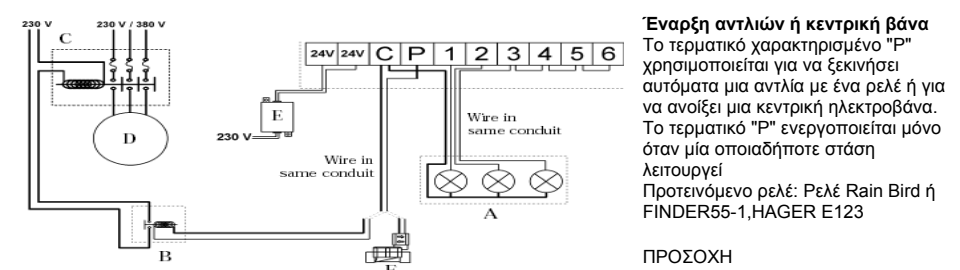 230 V
230 V / 380 V
C
D
B
24V 24V C P 1 2 3 4 5 6
E
230 V
Wire in
same conduit
Wire in
same conduit
A
F
Έναρξη αντλιών ή κεντρική βάνα
Το τερματικό χαρακτηρισμένο "P"
χρησιμοποιείται για να ξεκινήσει
αυτόματα μια αντλία με ένα ρελέ ή για
να ανοίξει μια κεντρική ηλεκτροβάνα.
Το τερματικό "P" ενεργοποιείται μόνο
όταν μία οποιαδήποτε στάση
λειτουργεί
Προτεινόμενο ρελέ: Ρελέ Rain Bird ή
FINDER55-1,HAGER E123
ΠΡΟΣΟΧΗ